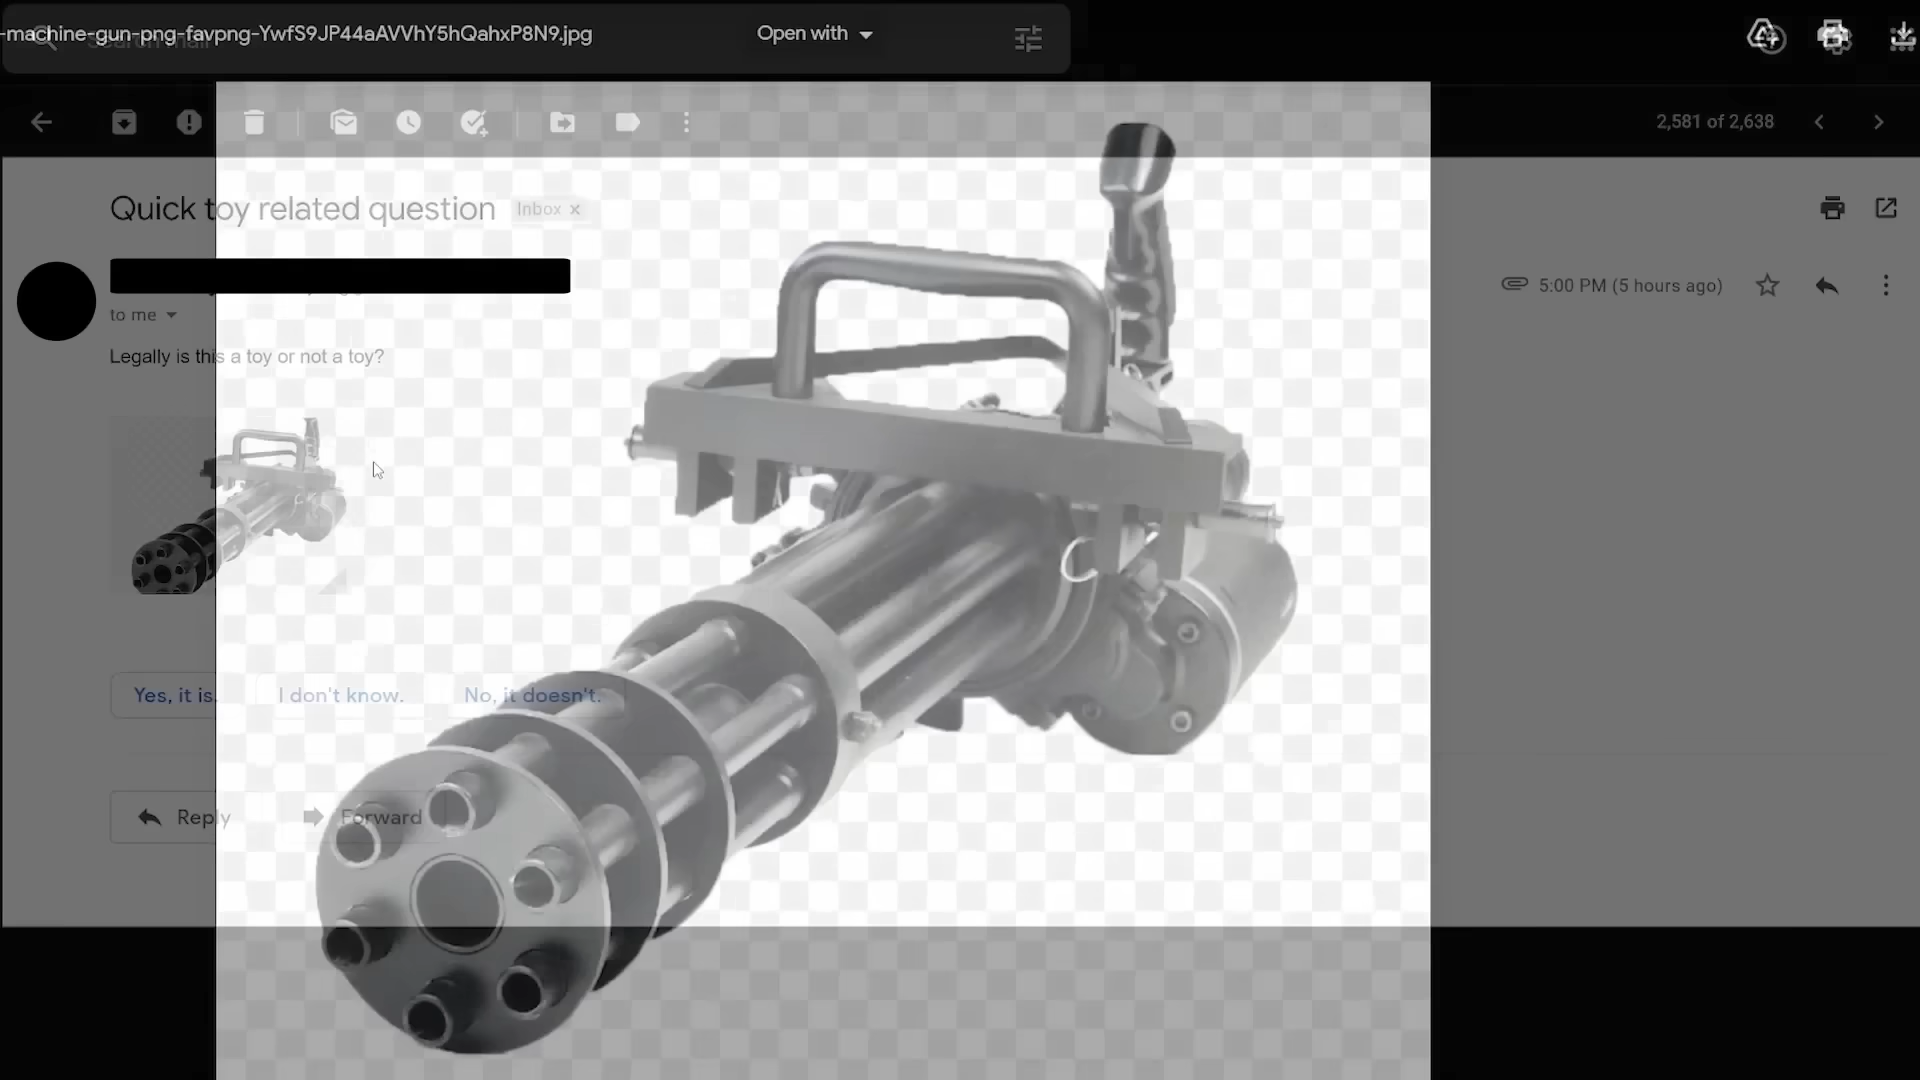 -machine-gun-png-favpng-YwfS9JP44aAVVhY5hQahxP8N9.jpg
Open with
Search mail
2,581 of 2,638
Quick toy related question
Inbox ×
5:00 PM (5 hours ago)
to me
Legally is this a toy or not a toy?
Yes, it is.
I don't know.
No, it doesn't.
Reply
Forward